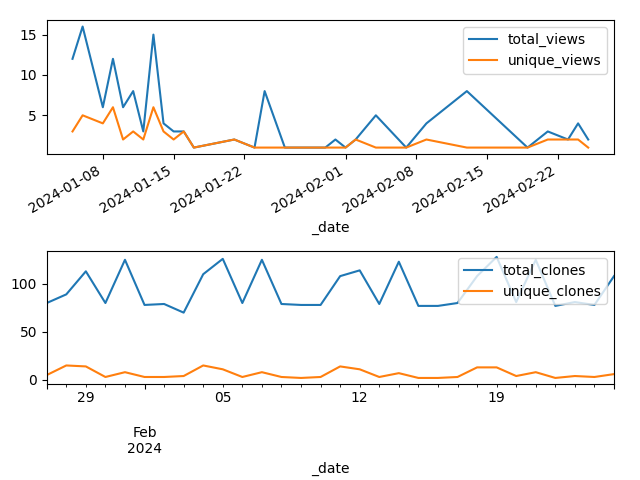 15
10
5
total_views
unique_views
2024-01-08
2024-01-15
2024-01-22
2024-02-01
2024-02-08
2024-02-15
2024-02-22
_date
100
50
0
total_clones
unique_clones
29
05
12
19
Feb
2024
_date